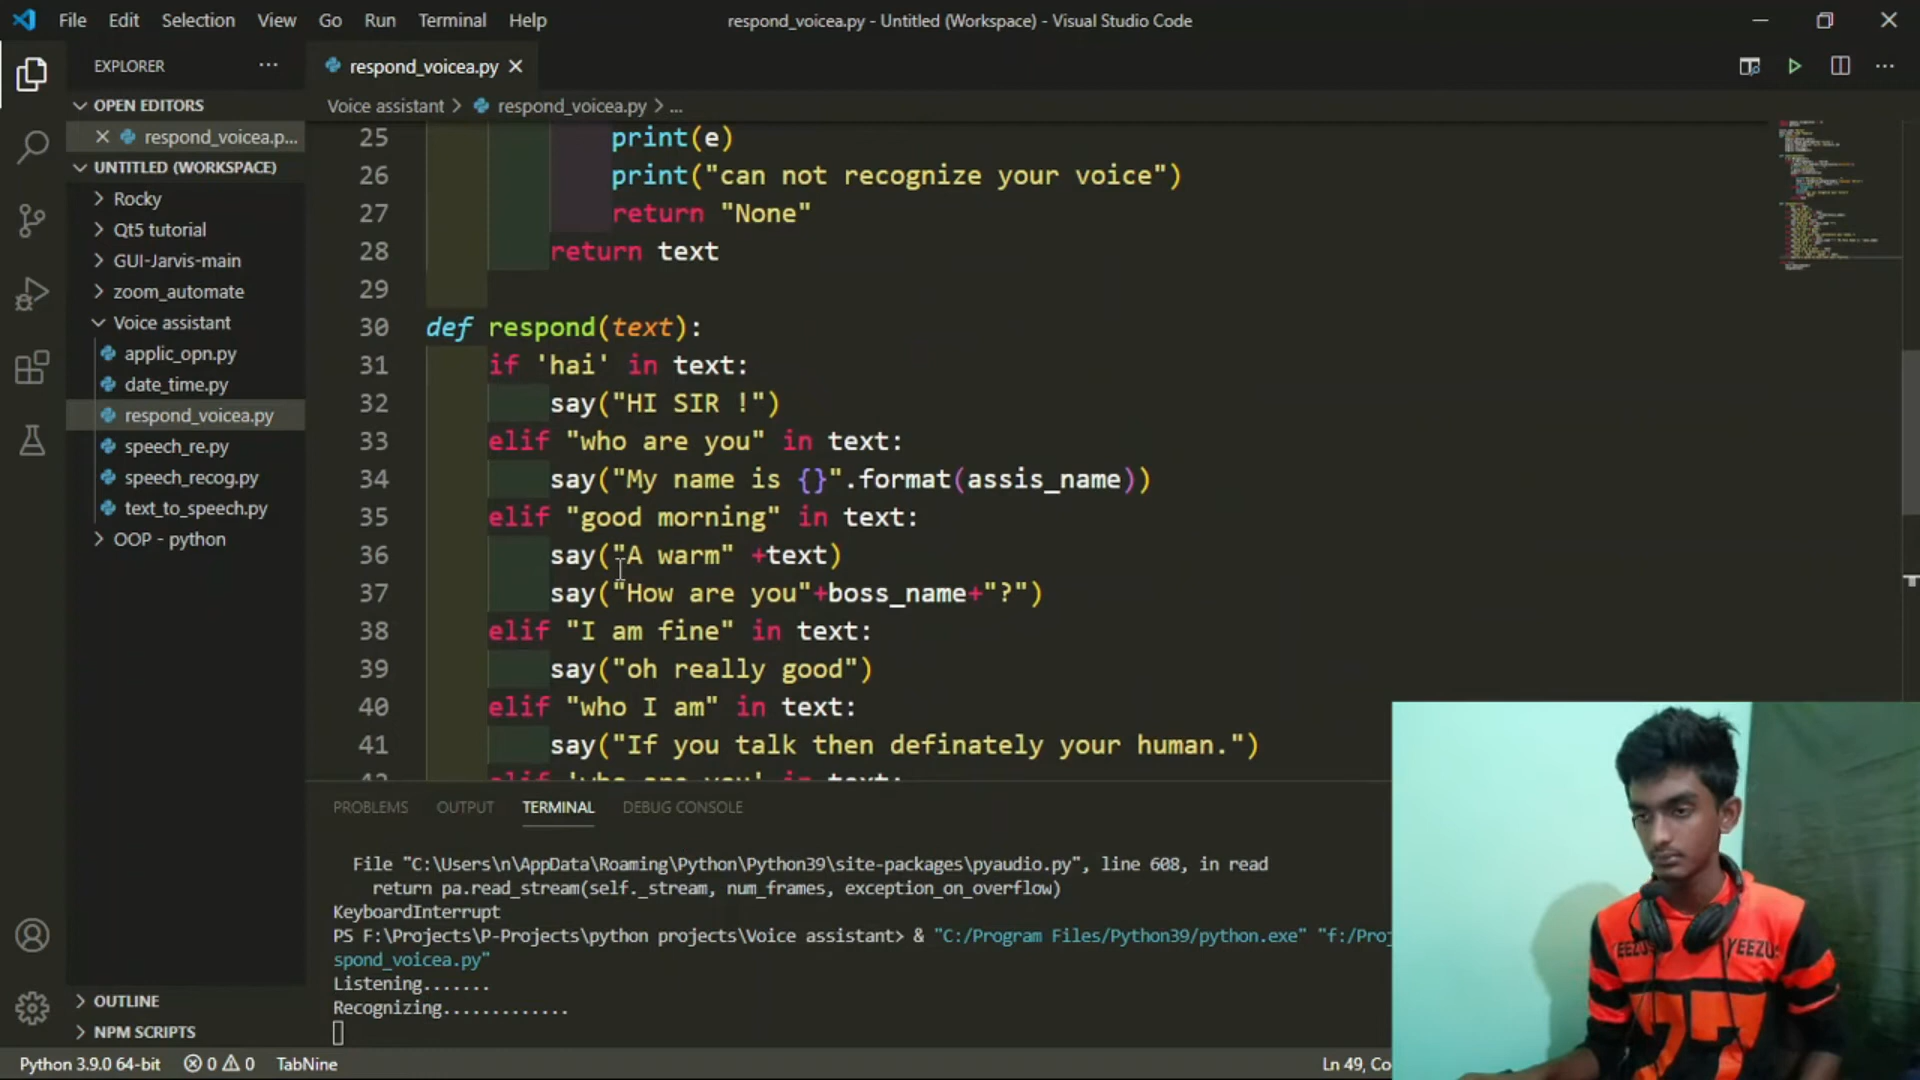 File Edit Selection View Go Run Terminal Help
respond_voicea.py - Untitled (Workspace) - Visual Studio Code
EXPLORER
OPEN EDITORS
respond_voicea.p...
UNTITLED (WORKSPACE)
Rocky
Qt5 tutorial
GUI-Jarvis-main
zoom_automate
Voice assistant
applic_opn.py
date_time.py
respond_voicea.py
speech_re.py
speech_recog.py
text_to_speech.py
OOP - python
OUTLINE
NPM SCRIPTS
respond_voicea.py
Voice assistant > respond_voicea.py > ...
25 print(e)
26 print("can not recognize your voice")
27 return "None"
28 return text
29
30 def respond(text):
31 if 'hai' in text:
32 say("HI SIR !")
33 elif "who are you" in text:
34 say("My name is {}".format(assis_name))
35 elif "good morning" in text:
36 say("A warm" +text)
37 say("How are you"+boss_name+"?")
38 elif "I am fine" in text:
39 say("oh really good")
40 elif "who I am" in text:
41 say("If you talk then definately your human.")
42 elif 'who are you' in text:
PROBLEMS OUTPUT TERMINAL DEBUG CONSOLE
File "C:\Users\n\AppData\Roaming\Python\Python39\site-packages\pyaudio.py", line 608, in read
return pa.read_stream(self._stream, num_frames, exception_on_overflow)
KeyboardInterrupt
PS F:\Projects\P-Projects\python projects\Voice assistant> & "C:/Program Files/Python39/python.exe" "f:/Proj
spond_voicea.py"
Listening.......
Recognizing.............
YEEZUS YEEZUS
Python 3.9.0 64-bit 0 0 TabNine
Ln 49, Co